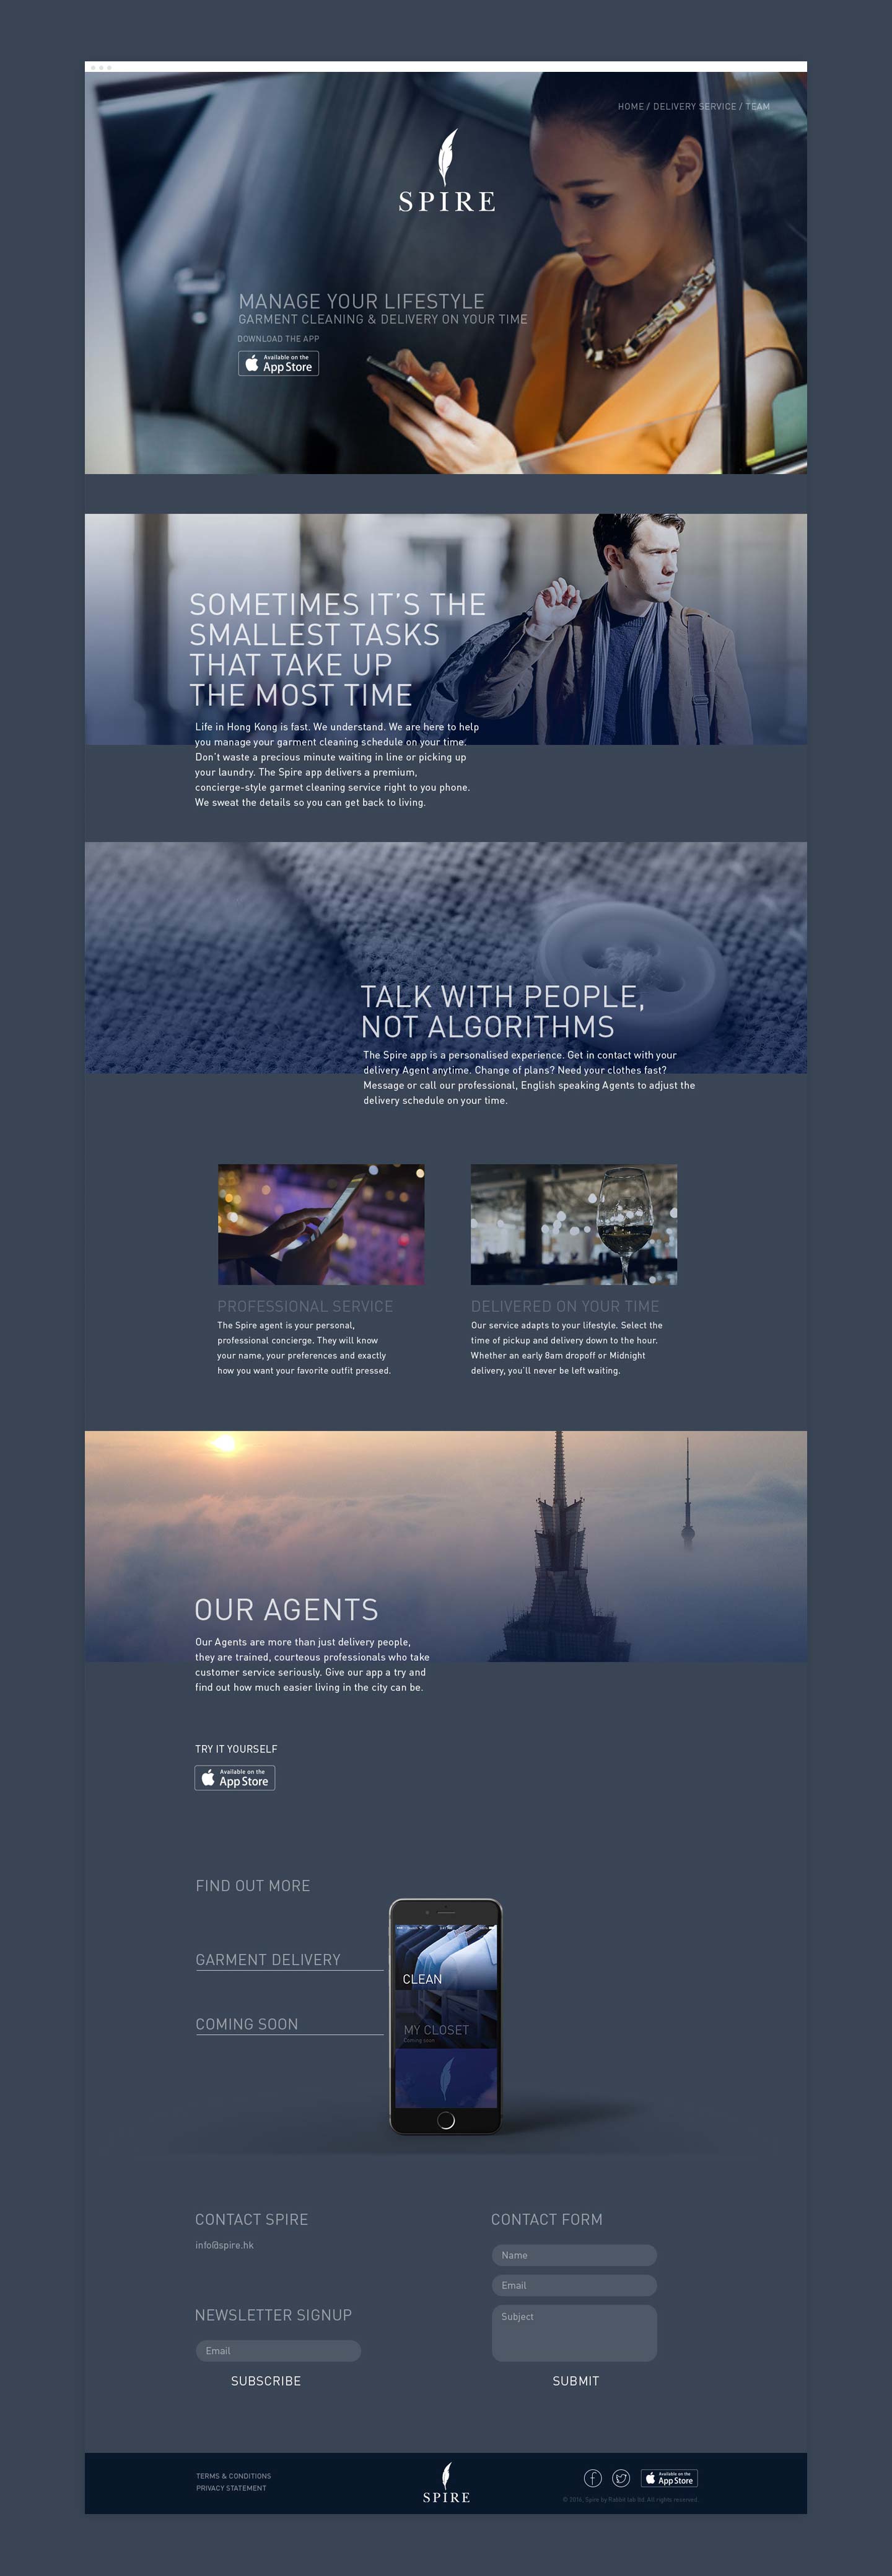 HOME / DELIVERY SERVICE / TEAM
SPIRE
MANAGE YOUR LIFESTYLE
GARMENT CLEANING & DELIVERY ON YOUR TIME
DOWNLOAD THE APP
Available on the
App Store
SOMETIMES IT'S THE
SMALLEST TASKS
THAT TAKE UP
THE MOST TIME
Life in Hong Kong is fast. We understand. We are here to help
you manage your garment cleaning schedule on your time.
Don't waste a precious minute waiting in line or picking up
your laundry. The Spire app delivers a premium,
concierge-style garmet cleaning service right to you phone.
We sweat the details so you can get back to living.
TALK WITH PEOPLE,
NOT ALGORITHMS
The Spire app is a personalised experience. Get in contact with your
delivery Agent anytime. Change of plans? Need your clothes fast?
Message or call our professional, English speaking Agents to adjust the
delivery schedule on your time.
PROFESSIONAL SERVICE
The Spire agent is your personal,
professional concierge. They will know
your name, your preferences and exactly
how you want your favorite outfit pressed.
DELIVERED ON YOUR TIME
Our service adapts to your lifestyle. Select the
time of pickup and delivery down to the hour.
Whether an early 8am dropoff or Midnight
delivery, you'll never be left waiting.
OUR AGENTS
Our Agents are more than just delivery people,
they are trained, courteous professionals who take
customer service seriously. Give our app a try and
find out how much easier living in the city can be.
TRY IT YOURSELF
Available on the
App Store
FIND OUT MORE
GARMENT DELIVERY
COMING SOON
CLEAN
MY CLOSET
Coming soon
CONTACT SPIRE
info@spire.hk
NEWSLETTER SIGNUP
Email
SUBSCRIBE
CONTACT FORM
Name
Email
Subject
SUBMIT
TERMS & CONDITIONS
PRIVACY STATEMENT
SPIRE
Available on the
App Store
© 2016, Spire by Rabbit lab ltd. All rights reserved.